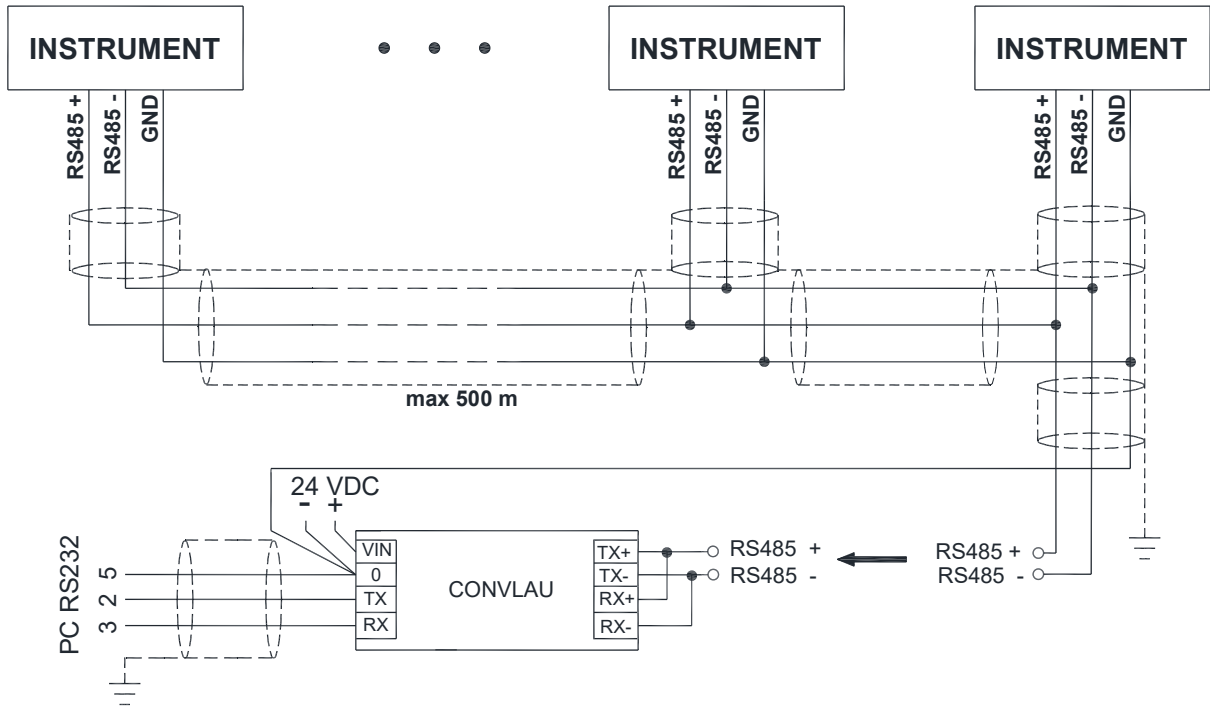 INSTRUMENT
INSTRUMENT
INSTRUMENT
RS485 +
RS485 -
GND
RS485 +
RS485 -
GND
RS485 +
RS485 -
GND
max 500 m
24 VDC
- +
PC RS232
5
2
3
VIN
0
TX
RX
CONVLAU
TX+
TX-
RX+
RX-
RS485 +
RS485 -
RS485 +
RS485 -